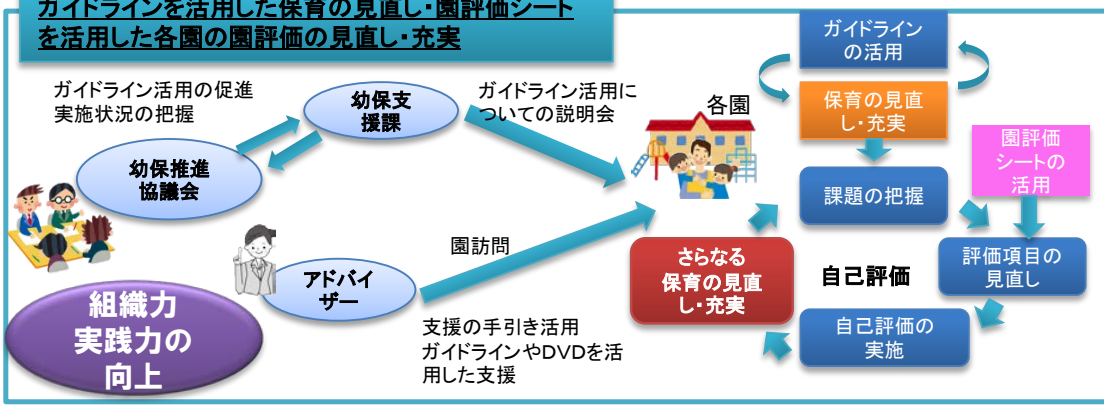 ガイドラインを活用した保育の見直し・園評価シート
を活用した各園の園評価の見直し・充実
ガイドライン活用の促進
実施状況の把握
幼保支
援課
ガイドライン活用に
ついての説明会
幼保推進
協議会
各園
園訪問
アドバイ
ザー
支援の手引き活用
ガイドラインやDVDを活
用した支援
組織力
実践力の
向上
ガイドライン
の活用
保育の見直
し・充実
課題の把握
園評価
シートの
活用
評価項目の
見直し
自己評価
自己評価の
実施
さらなる
保育の見直
し・充実